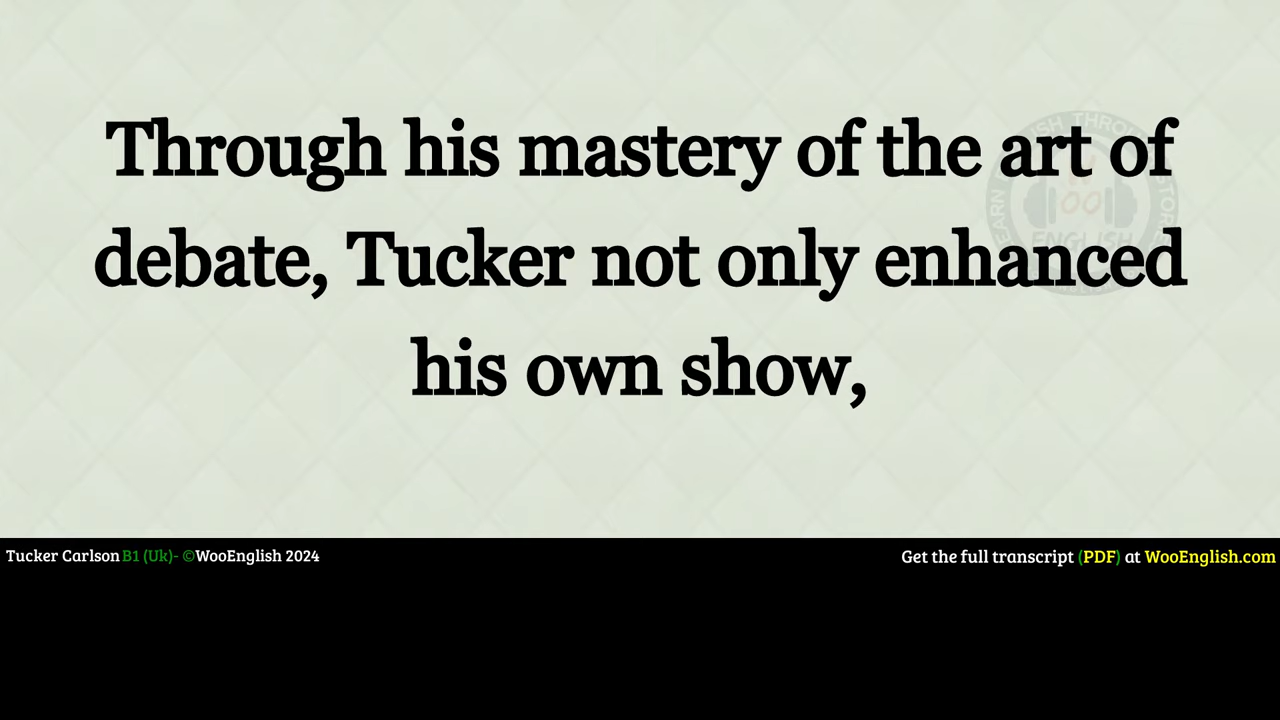 Through his mastery of the art of
debate, Tucker not only enhanced
his own show,
Tucker Carlson B1 (Uk)- ©WooEnglish 2024
Get the full transcript (PDF) at WooEnglish.com